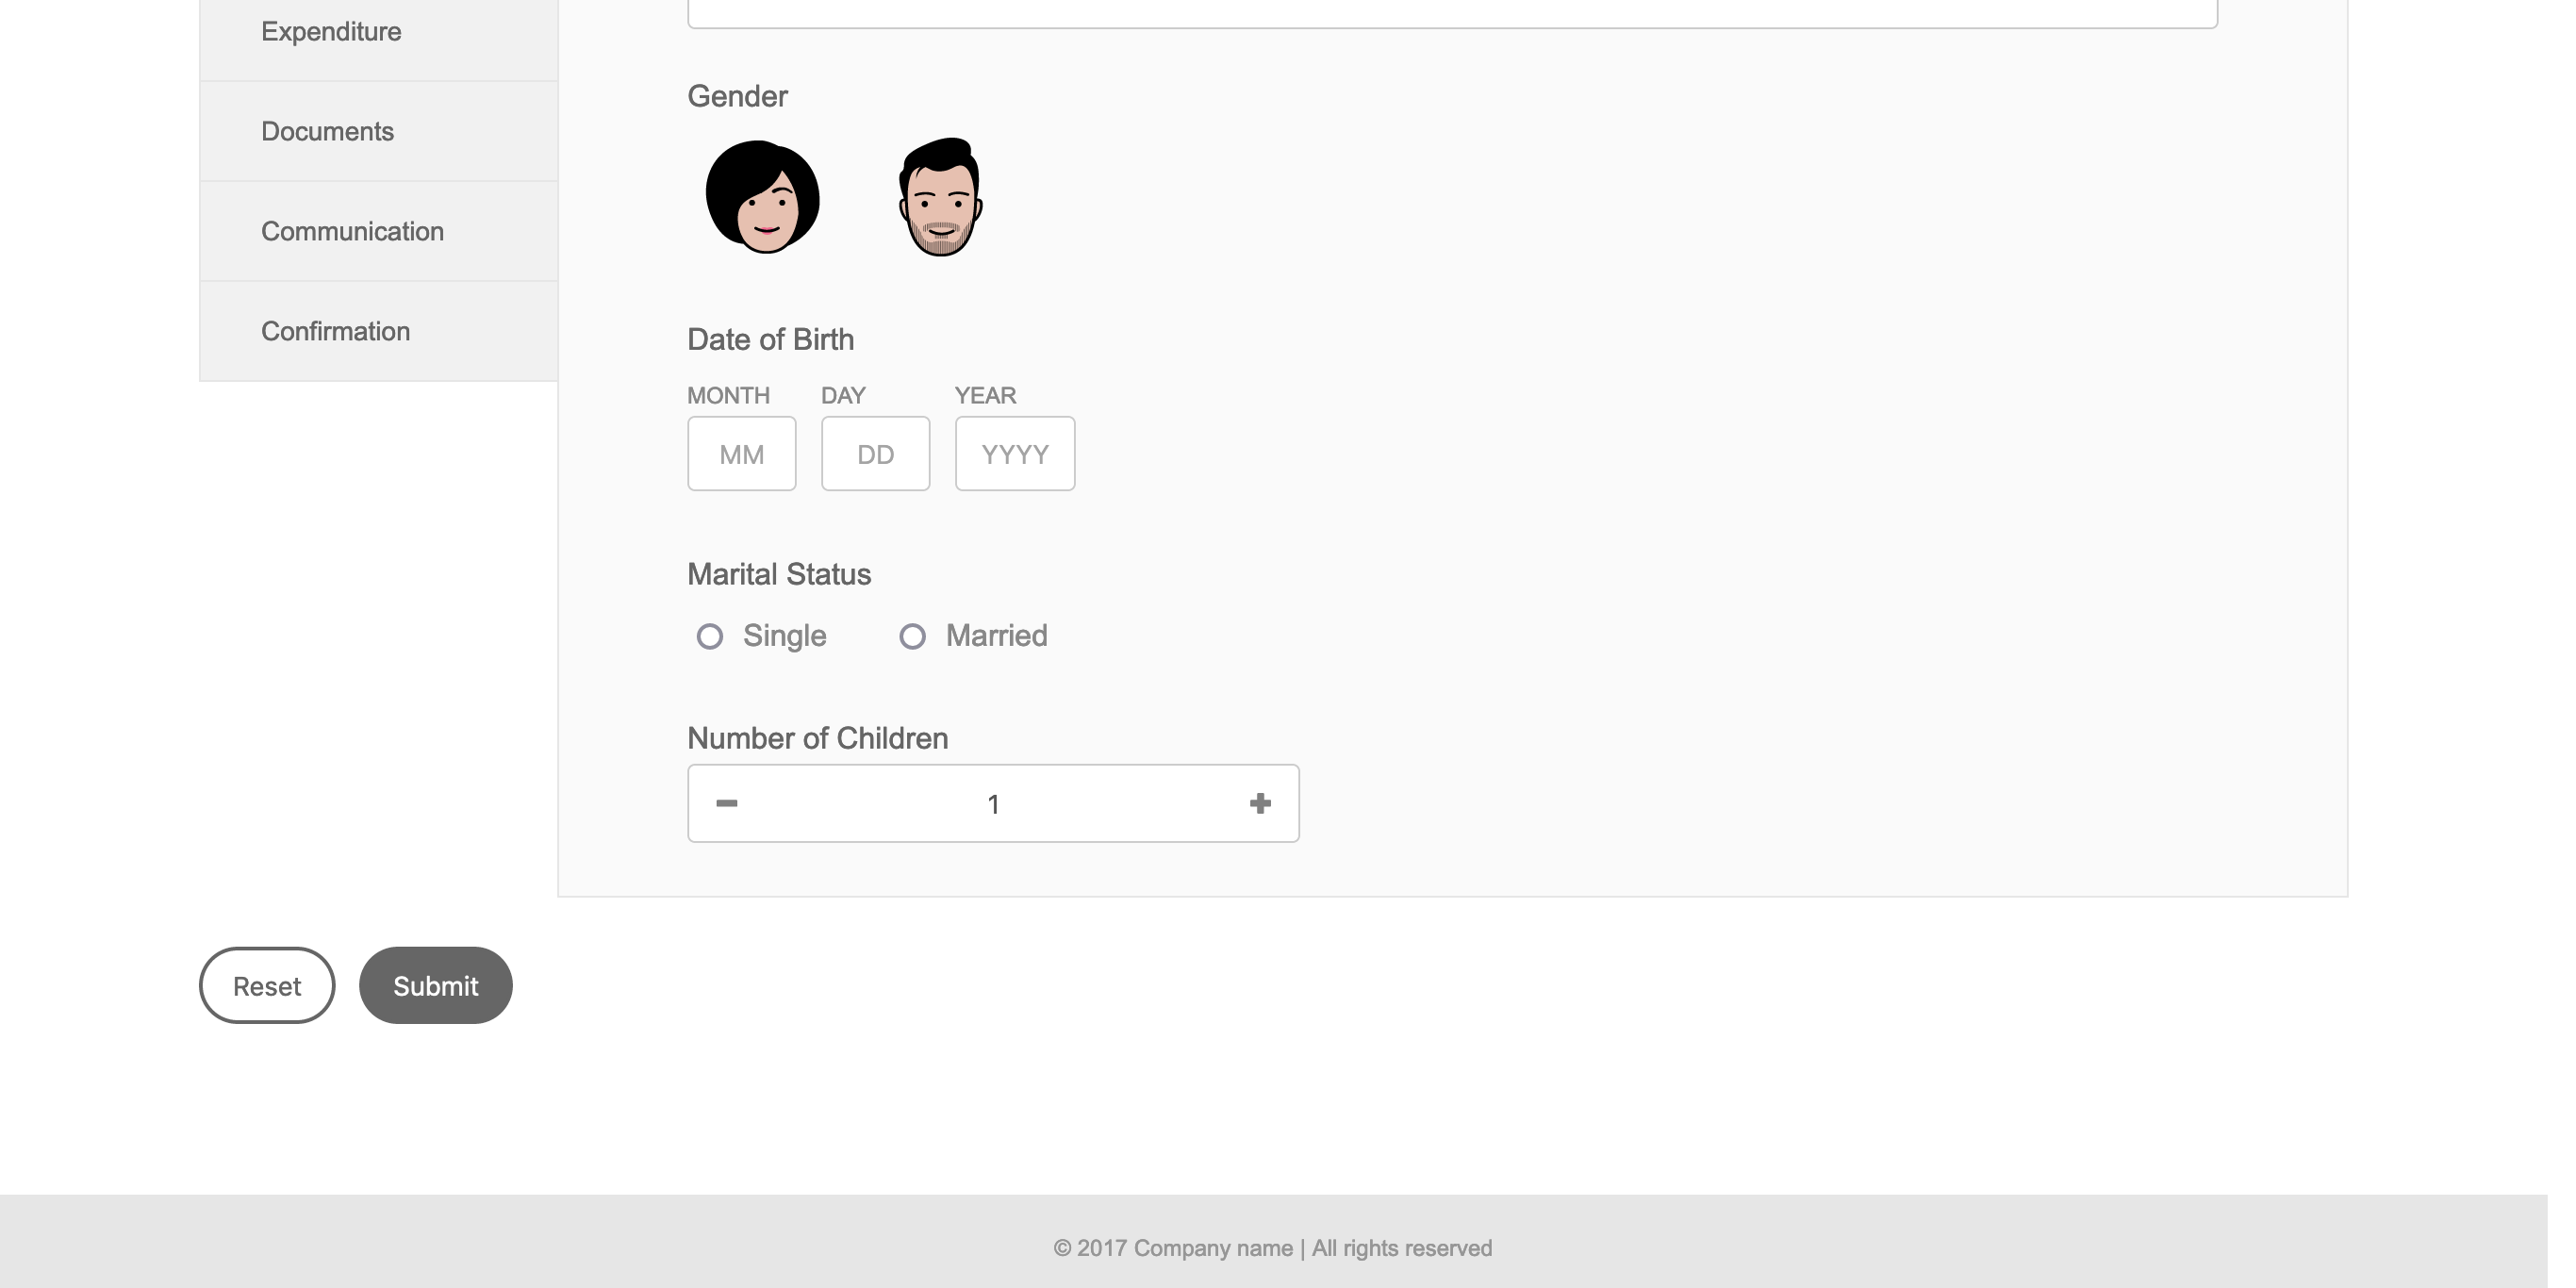 Expenditure
Documents
Communication
Confirmation
Gender
Date of Birth
MONTH DAY YEAR
MM DD YYYY
Marital Status
Single Married
Number of Children
1
Reset Submit
© 2017 Company name | All rights reserved